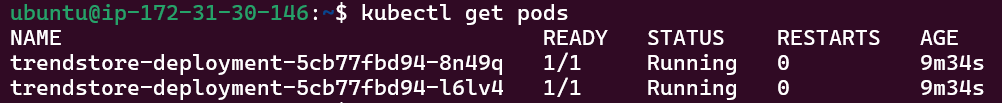 ubuntu@ip-172-31-30-146:~$ kubectl get pods
NAME READY STATUS RESTARTS AGE
trendstore-deployment-5cb77fbd94-8n49q 1/1 Running 0 9m34s
trendstore-deployment-5cb77fbd94-l6lv4 1/1 Running 0 9m34s